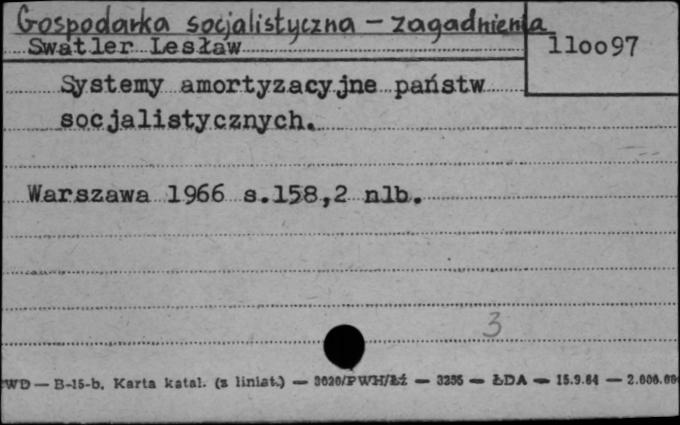 Gospodarka socjalistyczna – zagadnienia
Swatler Lesław
11oo97
Systemy amortyzacyjne państw
socjalistycznych.
Warszawa 1966 s.158,2 nlb.
3
WD — B-15-b. Karta katal. (z liniat.) — 3020/PWH/Łź — 3255 — ŁDA — 15.9.64 — 2.000.00